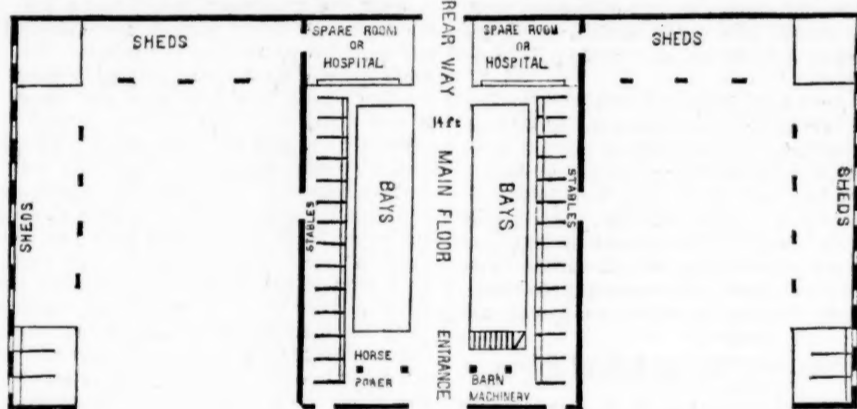 SHEDS
SPARE ROOM
OR
HOSPITAL
REAR WAY
SPARE ROOM
OR
HOSPITAL
SHEDS
14 ft
MAIN FLOOR
BAYS
BAYS
STABLES
STABLES
SHEDS
SHEDS
HORSE
POWER
ENTRANCE
BARN
MACHINERY